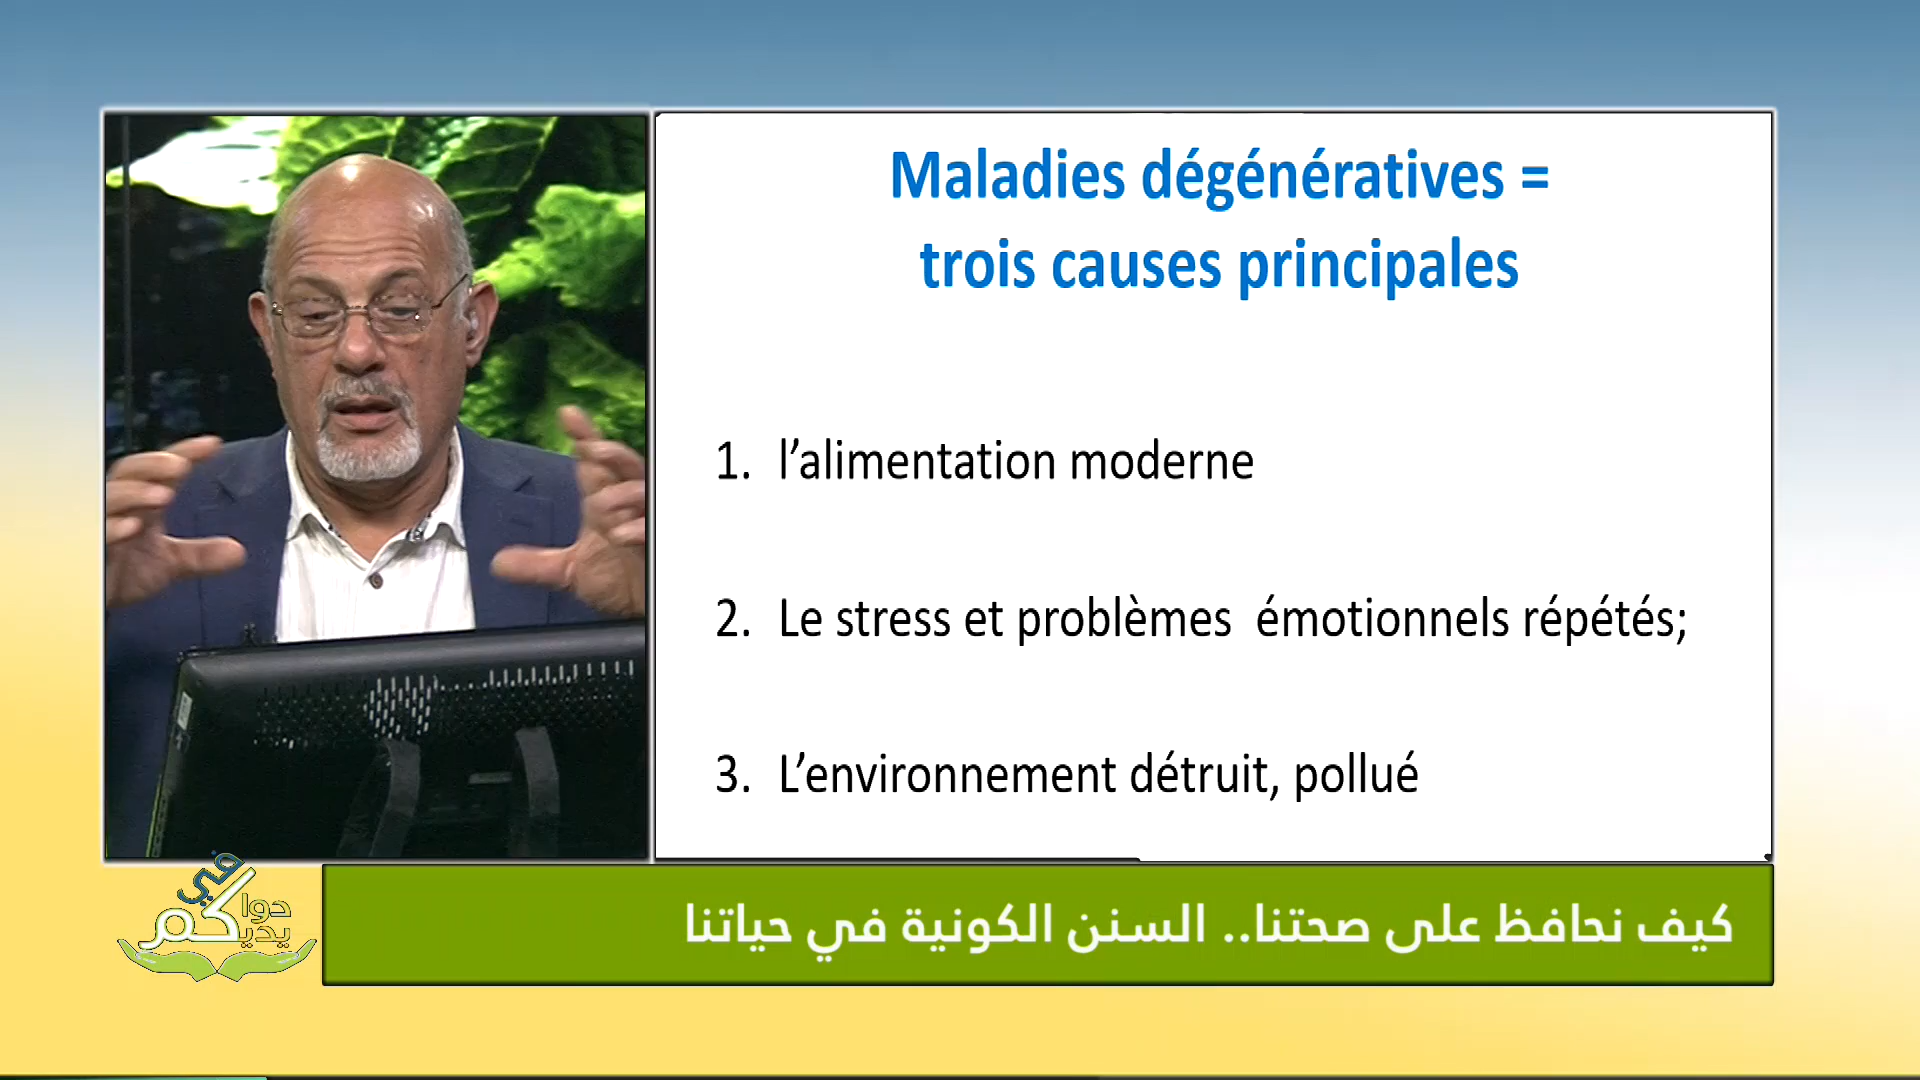 Maladies dégénératives =
trois causes principales
1. l’alimentation moderne
2. Le stress et problèmes  émotionnels répétés;
3. L’environnement détruit, pollué
كيف نحافظ على صحتنا.. السنن الكونية في حياتنا
دواكم في يديكم